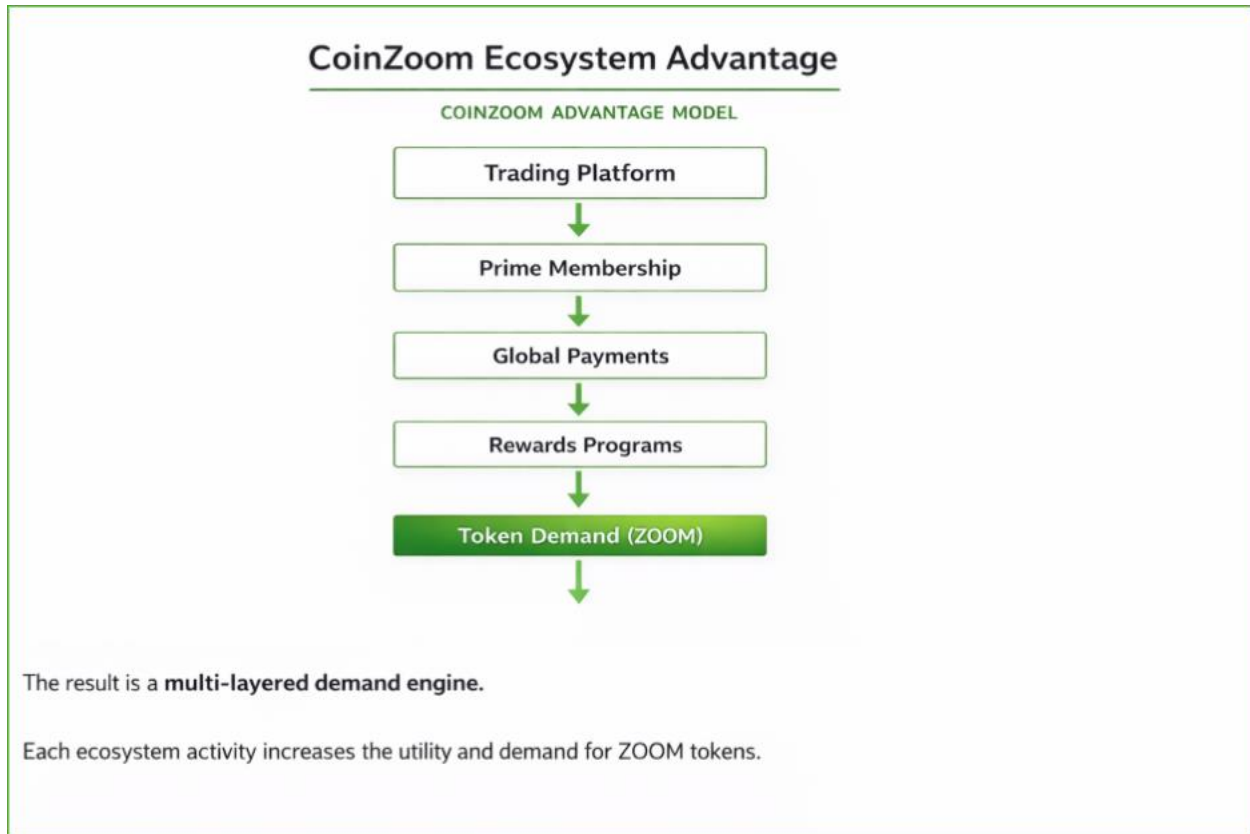 CoinZoom Ecosystem Advantage
COINZOOM ADVANTAGE MODEL
Trading Platform
Prime Membership
Global Payments
Rewards Programs
Token Demand (ZOOM)
The result is a multi-layered demand engine.
Each ecosystem activity increases the utility and demand for ZOOM tokens.